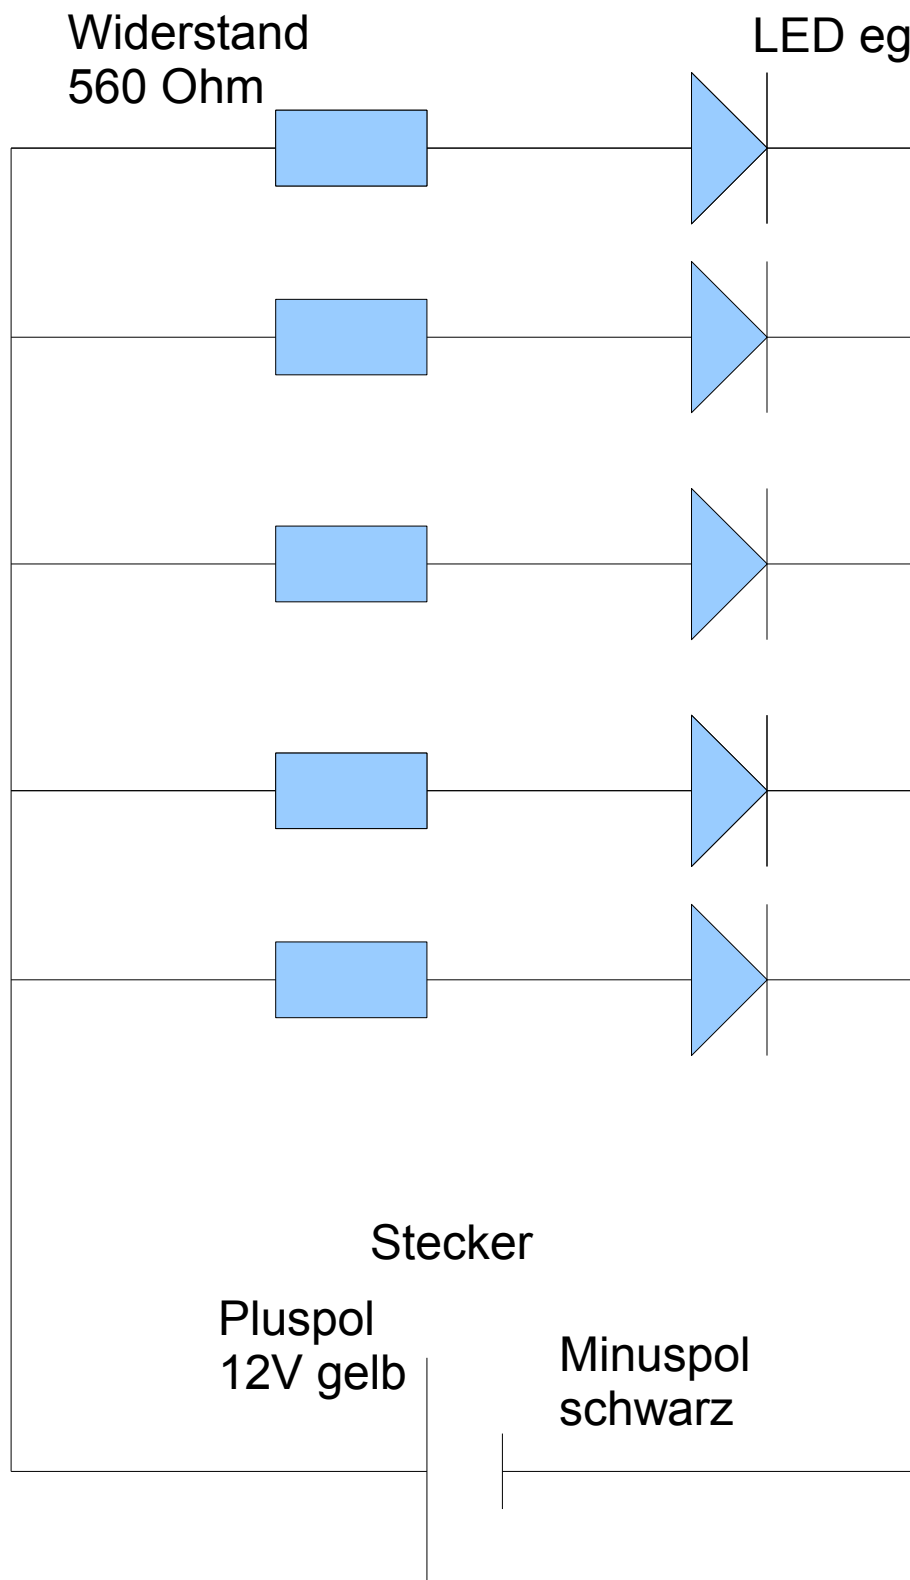 Widerstand
560 Ohm
LED eg
Stecker
Pluspol
12V gelb
Minuspol
schwarz